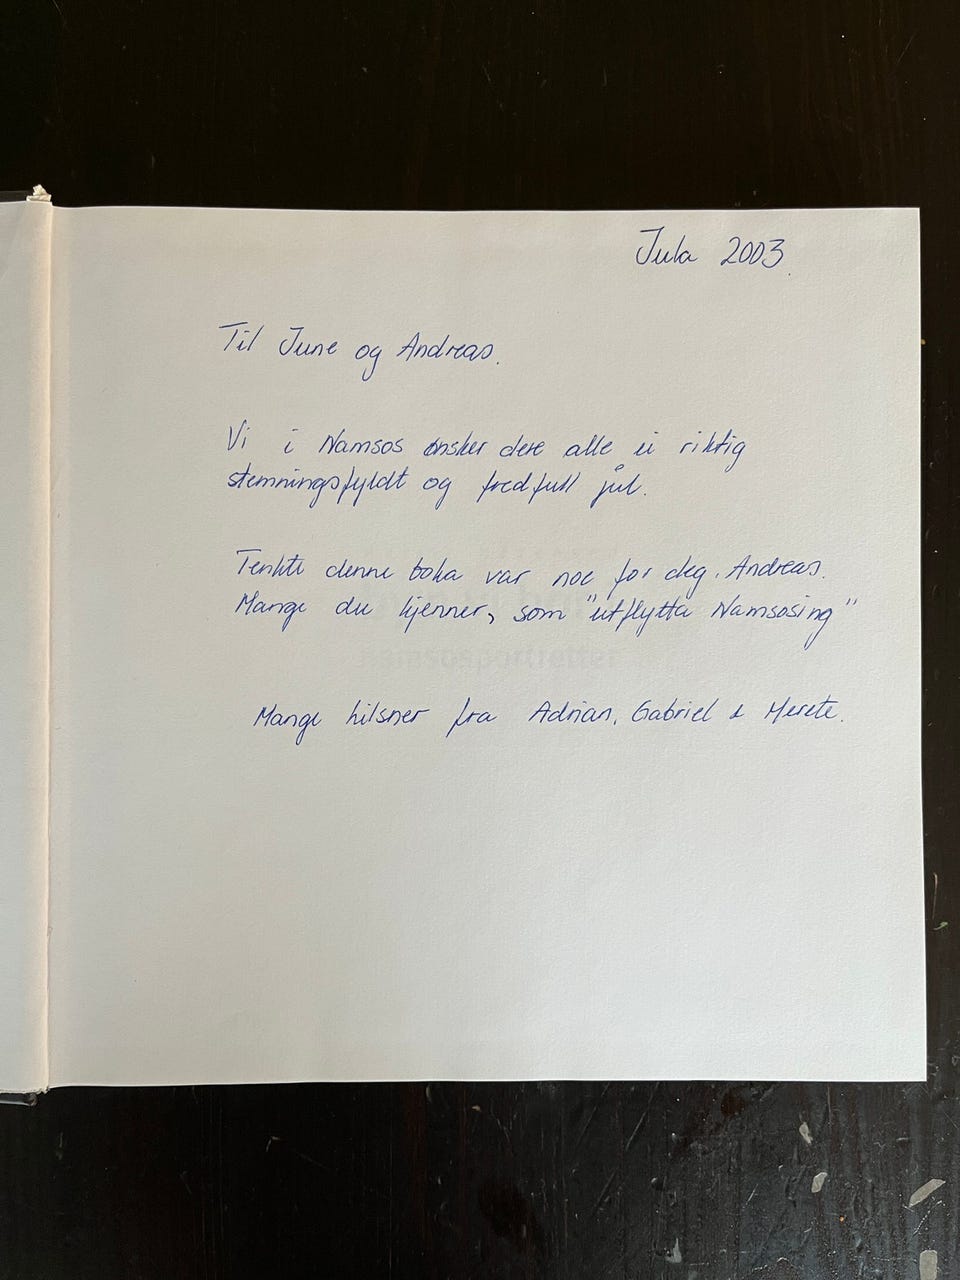 Jula 2003.
Til June og Andreas.
Vi i Namsos ønsker dere alle ei riktig
stemningsfyldt og fredfull jul.
Tenkte denne boka var noe for deg, Andreas.
Mange du kjenner, som "utflytta Namsosing"
namsosportretter
Mange hilsner fra Adrian, Gabriel & Merete.